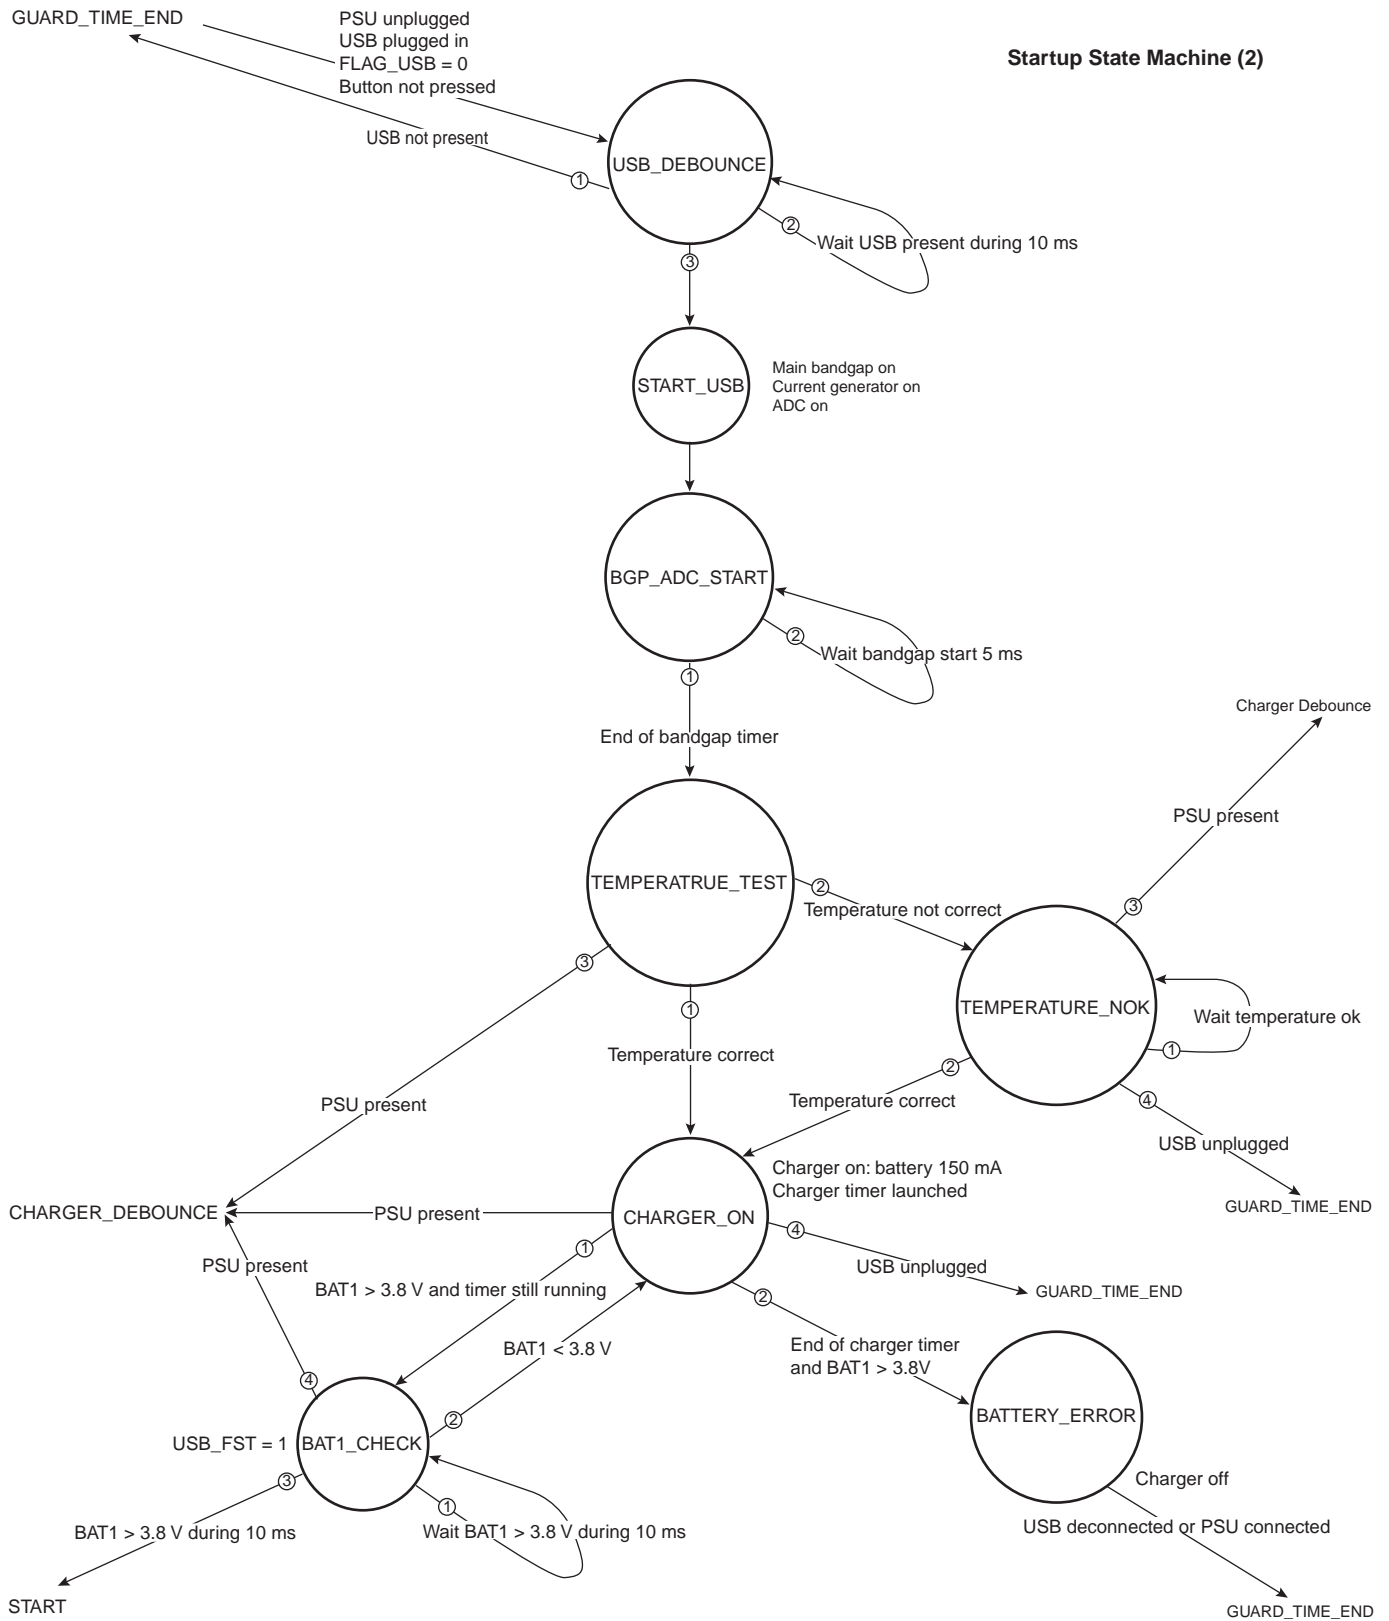 GUARD_TIME_END
PSU unplugged
USB plugged in
FLAG_USB = 0
Button not pressed
Startup State Machine (2)
USB not present
1
USB_DEBOUNCE
2
Wait USB present during 10 ms
3
START_USB
Main bandgap on
Current generator on
ADC on
BGP_ADC_START
2
Wait bandgap start 5 ms
1
End of bandgap timer
Charger Debounce
PSU present
TEMPERATRUE_TEST
2
Temperature not correct
3
3
1
TEMPERATURE_NOK
Wait temperature ok
1
Temperature correct
2
Temperature correct
4
USB unplugged
GUARD_TIME_END
PSU present
Charger on: battery 150 mA
Charger timer launched
CHARGER_DEBOUNCE
PSU present
CHARGER_ON
4
USB unplugged
GUARD_TIME_END
1
PSU present
BAT1 > 3.8 V and timer still running
2
BAT1 < 3.8 V
End of charger timer
and BAT1 > 3.8V
4
2
BATTERY_ERROR
USB_FST = 1
BAT1_CHECK
3
1
Charger off
BAT1 > 3.8 V during 10 ms
Wait BAT1 > 3.8 V during 10 ms
USB deconnected or PSU connected
START
GUARD_TIME_END